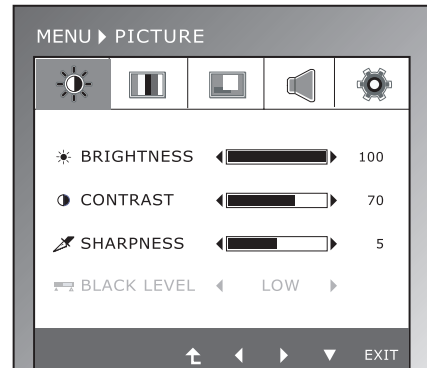 MENU PICTURE
BRIGHTNESS 100
CONTRAST 70
SHARPNESS 5
BLACK LEVEL LOW
EXIT